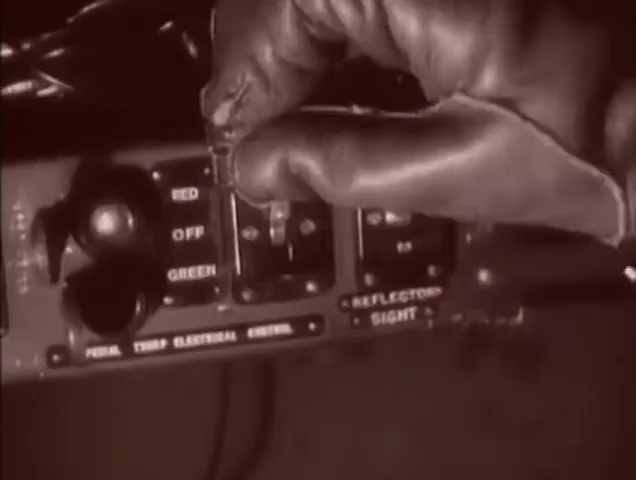 RED
OFF
GREEN
ELECTRICAL CONTROL
REFLECTOR
SIGHT